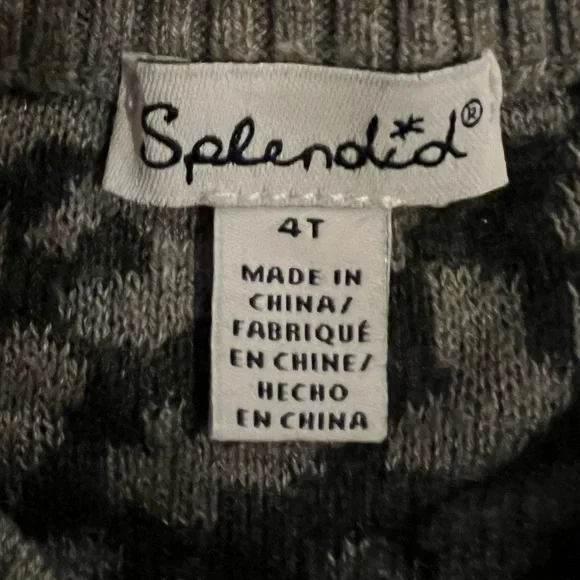 Splendid®
4T
MADE IN
CHINA/
FABRIQUÉ
EN CHINE/
HECHO
EN CHINA